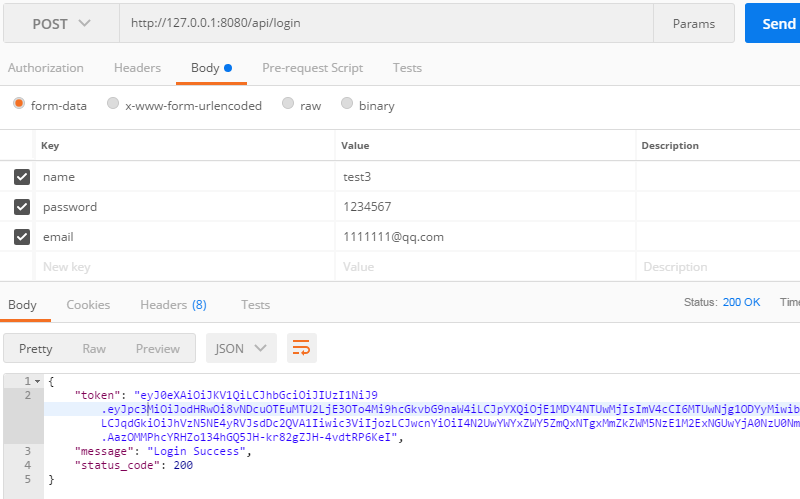 POST http://127.0.0.1:8080/api/login Params Send
Authorization Headers Body Pre-request Script Tests
form-data x-www-form-urlencoded raw binary
Key Value Description
name test3
password 1234567
email 1111111@qq.com
New key Value Description
Body Cookies Headers (8) Tests Status: 200 OK Time
Pretty Raw Preview JSON
1 {
2 "token": "eyJ0eXAiOiJKV1QiLCJhbGciOiJIUzI1NiJ9
.eyJpc3MiOiJodHRwOi8vNDcuOTEuMTU2LjE3OTo4Mi9hcGkvbG9naW4iLCJpYXQiOjE1MDY4NTUwMjIsImV4cCI6MTUwNjg1ODYyMiwib
LCJqdGkiOiJhVzN5NE4yRVJsdDc2QVA1Iiwic3ViIjozLCJwcnYiOiI4N2UwYWYxZWY5ZmQxNTgxMmZkZWM5NzE1M2ExNGUwYjA0NzU0Nm
.AazOMMPhcYRHZo134hGQ5JH-kr82gZJH-4vdtRP6KeI",
3 "message": "Login Success",
4 "status_code": 200
5 }